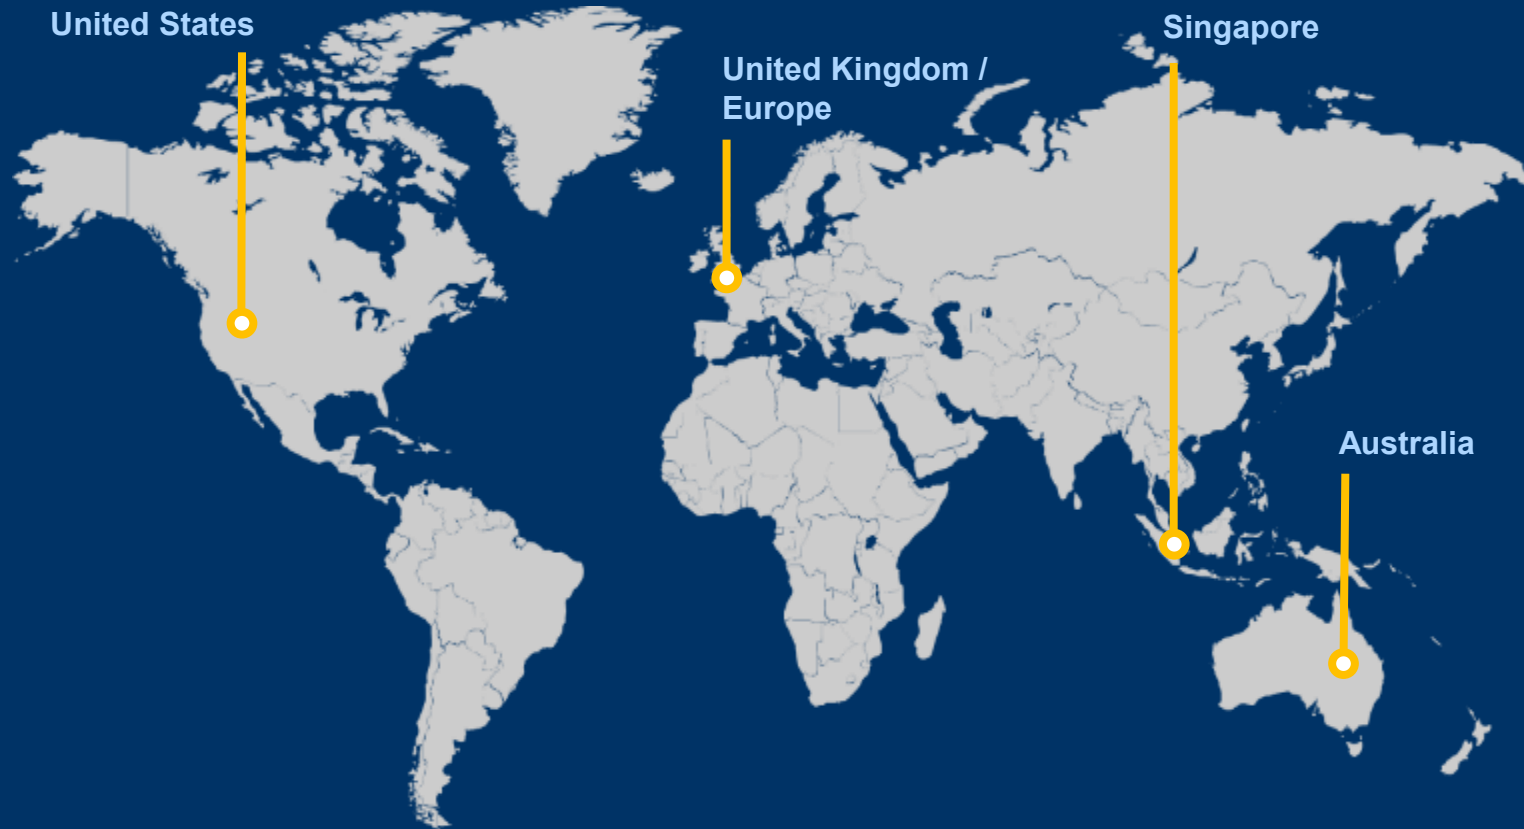 United States
Singapore
United Kingdom /
Europe
Australia